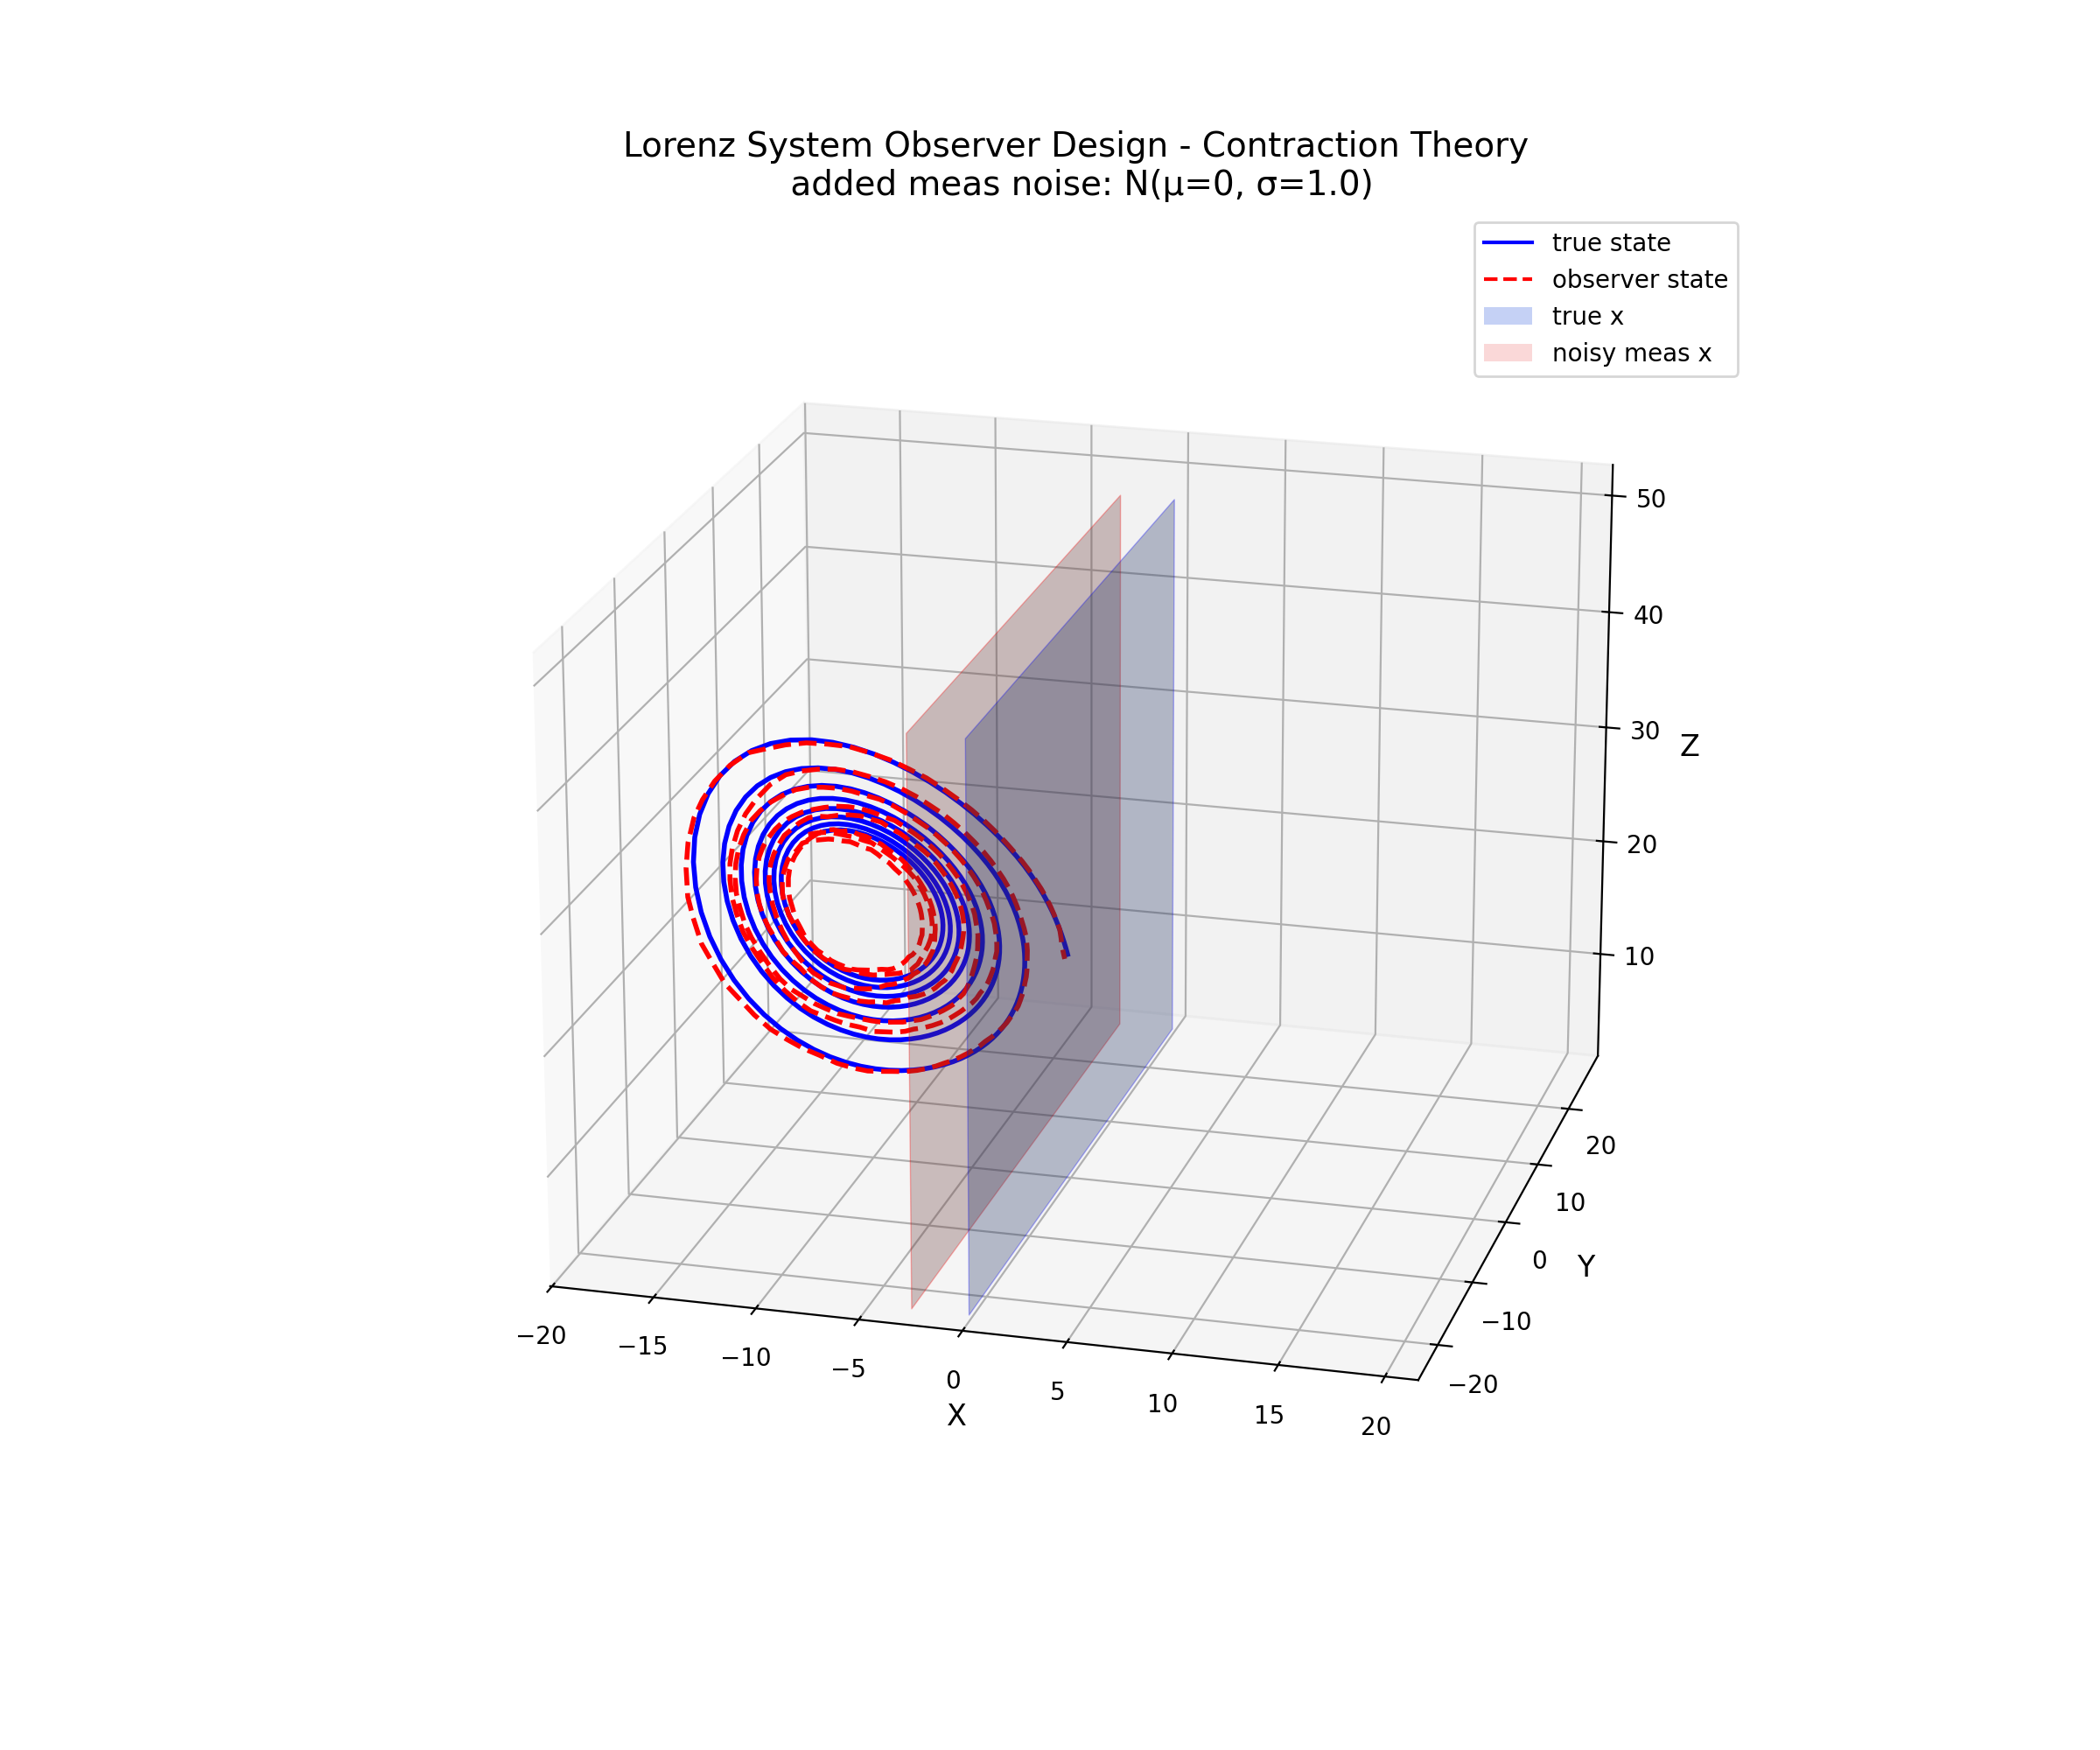 Lorenz System Observer Design - Contraction Theory
added meas noise: N(μ=0, σ=1.0)
true state
observer state
true x
noisy meas x
50
40
30
Z
20
10
20
10
0
Y
−10
−20
−20
−15
−10
−5
0
5
10
15
20
X